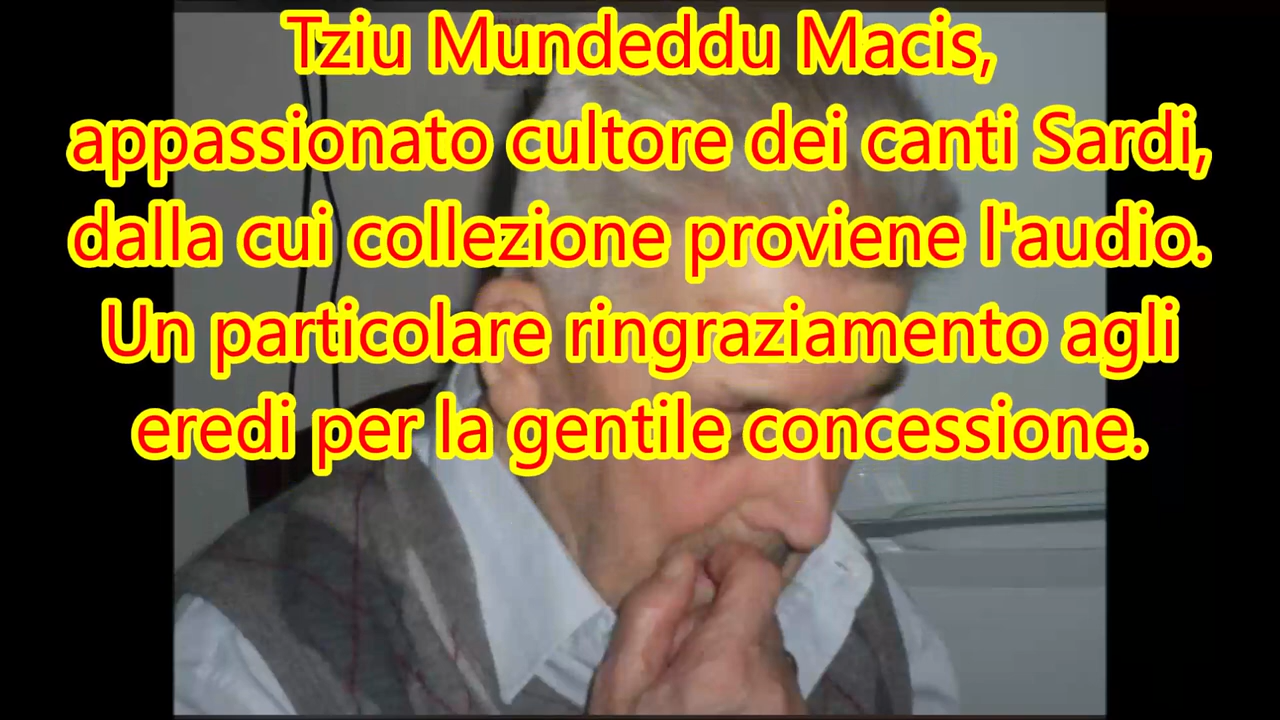 Tziu Mundeddu Macis,
appassionato cultore dei canti Sardi,
dalla cui collezione proviene l'audio.
Un particolare ringraziamento agli
eredi per la gentile concessione.